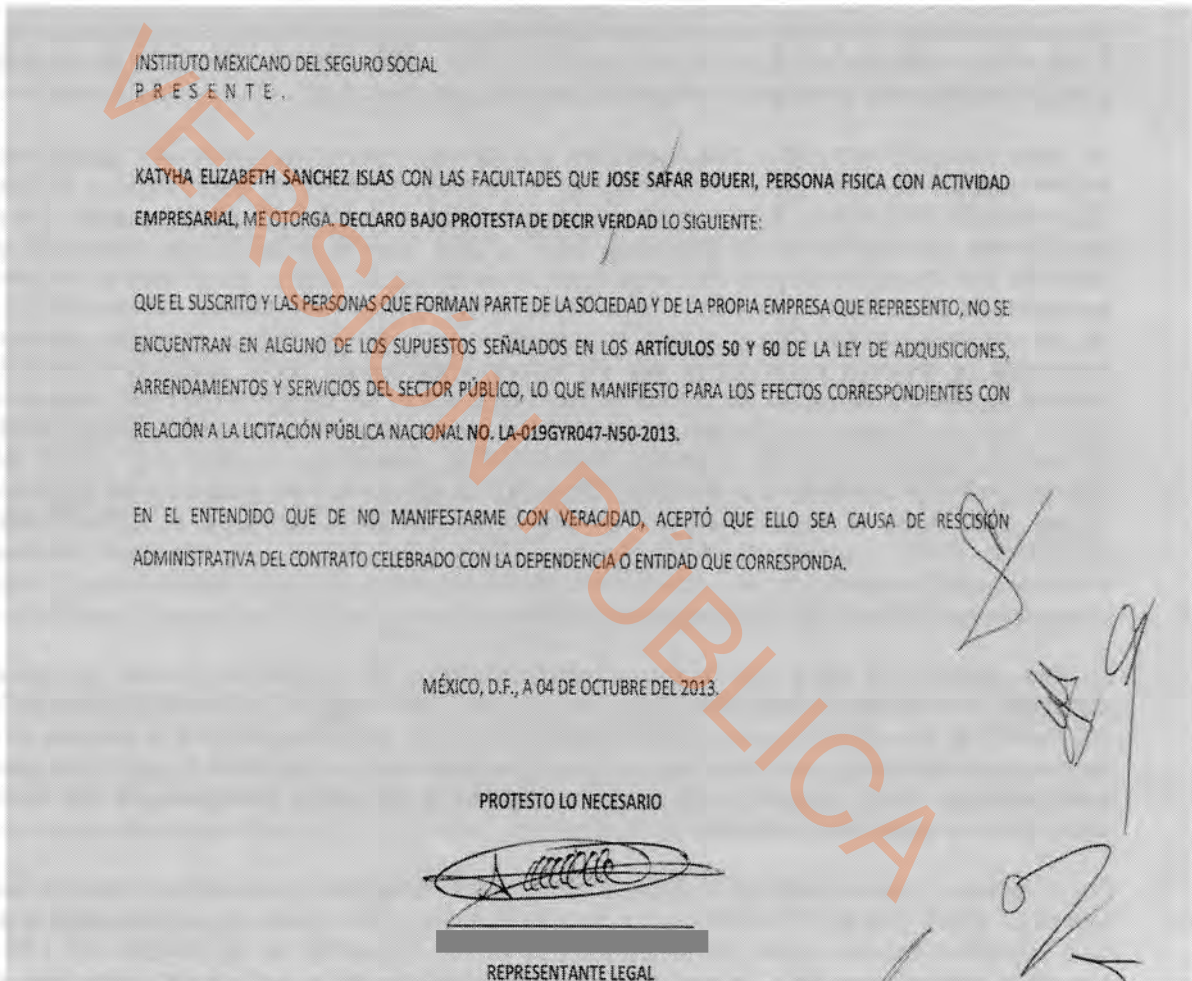 INSTITUTO MEXICANO DEL SEGURO SOCIAL
P R E S E N T E .
KATYHA ELIZABETH SANCHEZ ISLAS CON LAS FACULTADES QUE JOSE SAFAR BOUERI, PERSONA FISICA CON ACTIVIDAD
EMPRESARIAL, ME OTORGA. DECLARO BAJO PROTESTA DE DECIR VERDAD LO SIGUIENTE:
QUE EL SUSCRITO Y LAS PERSONAS QUE FORMAN PARTE DE LA SOCIEDAD Y DE LA PROPIA EMPRESA QUE REPRESENTO, NO SE
ENCUENTRAN EN ALGUNO DE LOS SUPUESTOS SEÑALADOS EN LOS ARTÍCULOS 50 Y 60 DE LA LEY DE ADQUISICIONES,
ARRENDAMIENTOS Y SERVICIOS DEL SECTOR PÚBLICO, LO QUE MANIFIESTO PARA LOS EFECTOS CORRESPONDIENTES CON
RELACIÓN A LA LICITACIÓN PÚBLICA NACIONAL NO. LA-019GYR047-N50-2013.
EN EL ENTENDIDO QUE DE NO MANIFESTARME CON VERACIDAD, ACEPTÓ QUE ELLO SEA CAUSA DE RESCISIÓN
ADMINISTRATIVA DEL CONTRATO CELEBRADO CON LA DEPENDENCIA O ENTIDAD QUE CORRESPONDA.
MÉXICO, D.F., A 04 DE OCTUBRE DEL 2013.
PROTESTO LO NECESARIO
REPRESENTANTE LEGAL
VERSIÓN PÚBLICA